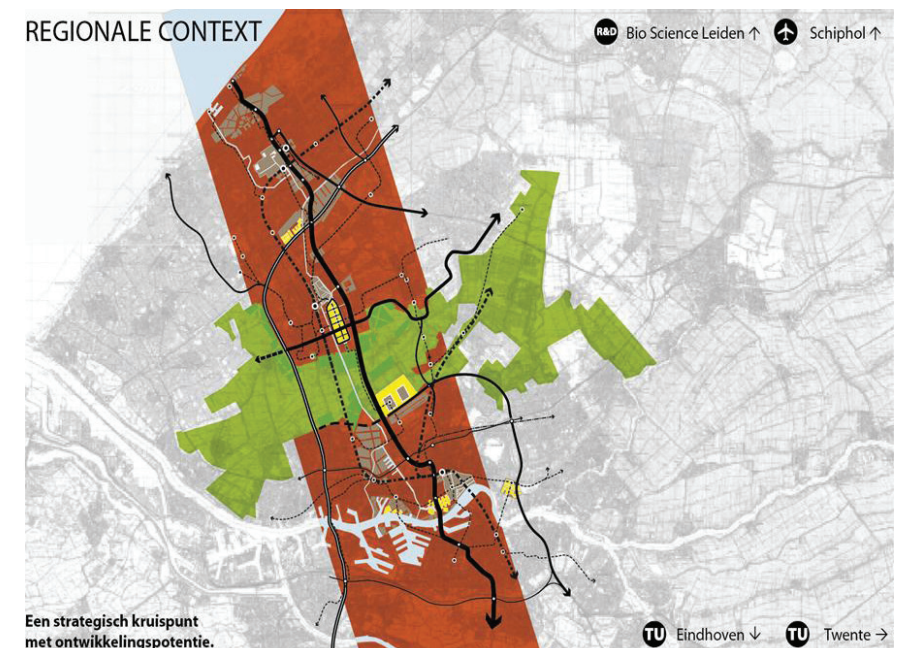 REGIONALE CONTEXT
R&D Bio Science Leiden ↑ Schiphol ↑
Een strategisch kruispunt
met ontwikkelingspotentie.
TU Eindhoven ↓ TU Twente →